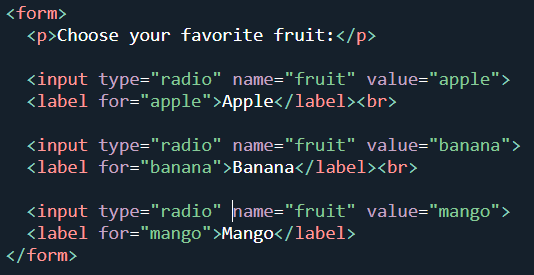 <form>
<p>Choose your favorite fruit:</p>
<input type="radio" name="fruit" value="apple">
<label for="apple">Apple</label><br>
<input type="radio" name="fruit" value="banana">
<label for="banana">Banana</label><br>
<input type="radio" name="fruit" value="mango">
<label for="mango">Mango</label>
</form>